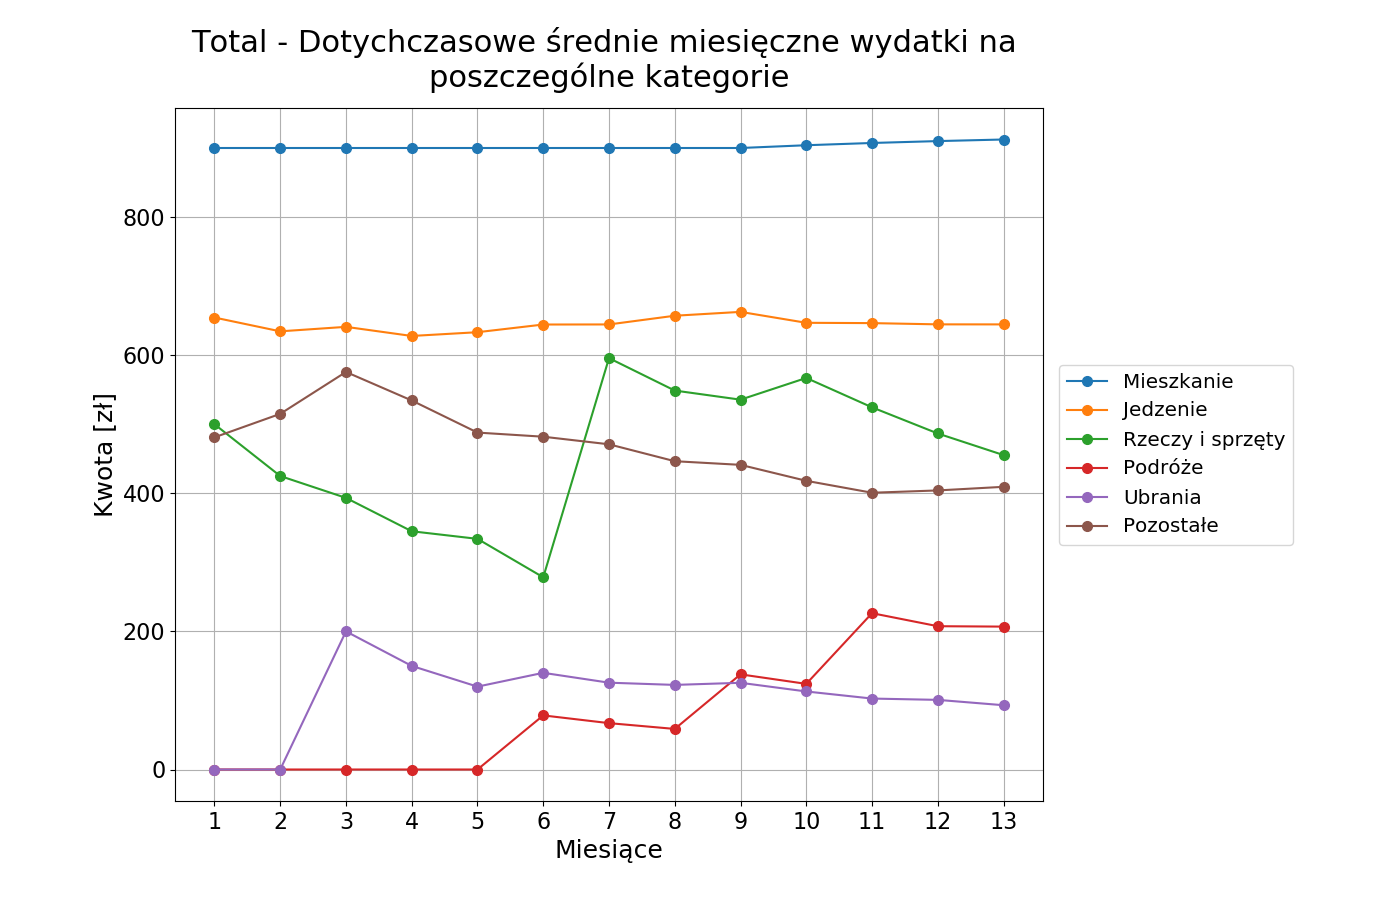 Total - Dotychczasowe średnie miesięczne wydatki na
poszczególne kategorie
Kwota [zł]
800
600
400
200
0
1 2 3 4 5 6 7 8 9 10 11 12 13
Miesiące
Mieszkanie
Jedzenie
Rzeczy i sprzęty
Podróże
Ubrania
Pozostałe